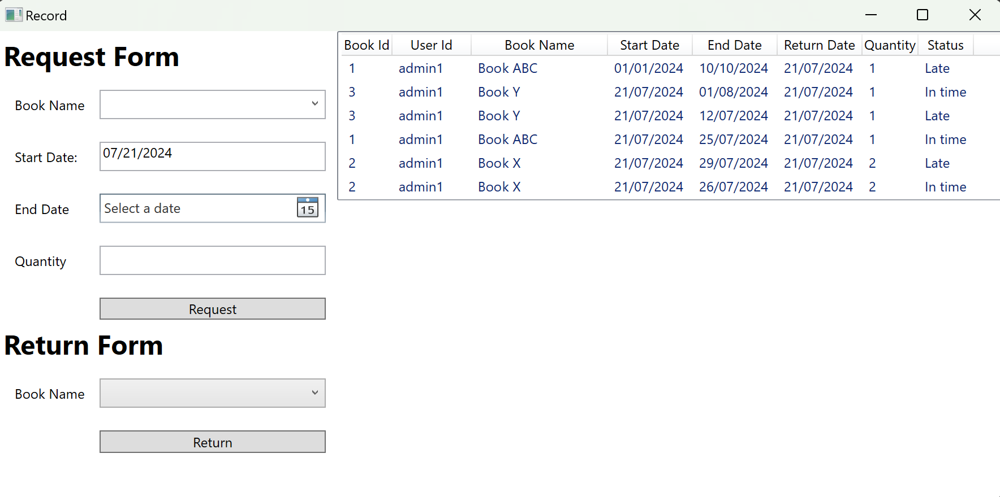 Record
Request Form
Book Name
Start Date: 07/21/2024
End Date Select a date 15
Quantity
Request
Return Form
Book Name
Return
Book Id User Id Book Name Start Date End Date Return Date Quantity Status
1 admin1 Book ABC 01/01/2024 10/10/2024 21/07/2024 1 Late
3 admin1 Book Y 21/07/2024 01/08/2024 21/07/2024 1 In time
3 admin1 Book Y 21/07/2024 12/07/2024 21/07/2024 1 Late
1 admin1 Book ABC 21/07/2024 25/07/2024 21/07/2024 1 In time
2 admin1 Book X 21/07/2024 29/07/2024 21/07/2024 2 Late
2 admin1 Book X 21/07/2024 26/07/2024 21/07/2024 2 In time